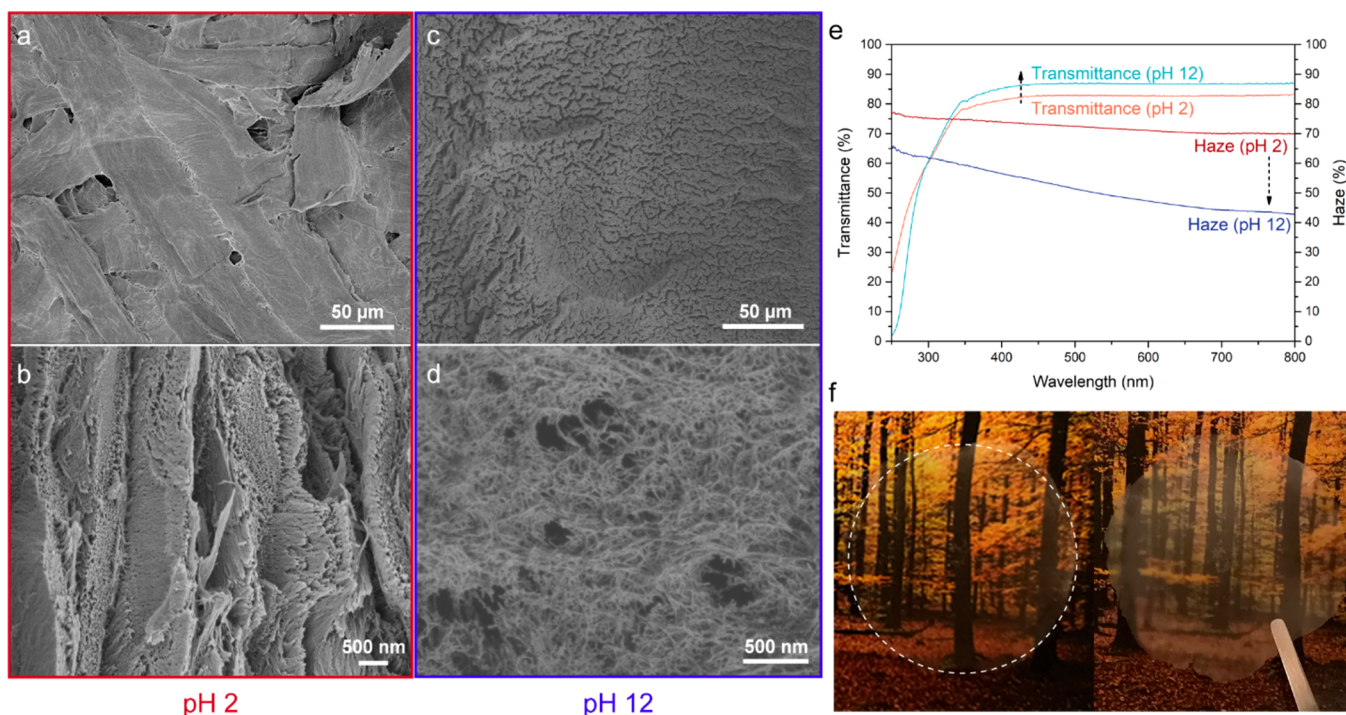 a
50 µm
b
500 nm
pH 2
c
50 µm
d
500 nm
pH 12
e
100
90
80
70
60
50
40
30
20
10
0
Transmittance (%)
Transmittance (pH 12)
Transmittance (pH 2)
Haze (pH 2)
Haze (pH 12)
100
90
80
70
60
50
40
30
20
10
0
Haze (%)
300 400 500 600 700 800
Wavelength (nm)
f